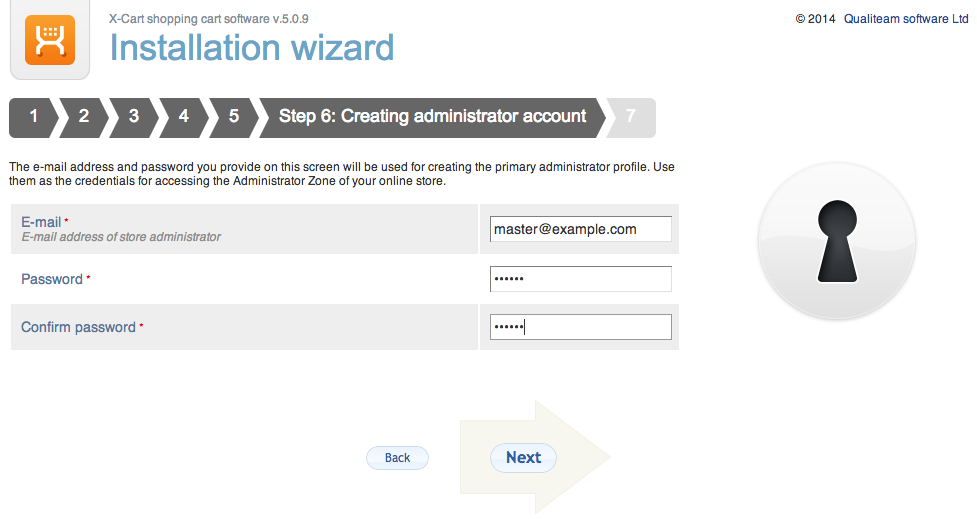 X-Cart shopping cart software v.5.0.9
© 2014 Qualiteam software Ltd
Installation wizard
1 2 3 4 5 Step 6: Creating administrator account 7
The e-mail address and password you provide on this screen will be used for creating the primary administrator profile. Use
them as the credentials for accessing the Administrator Zone of your online store.
E-mail *
E-mail address of store administrator
master@example.com
Password *
••••••
Confirm password *
••••••
Back
Next